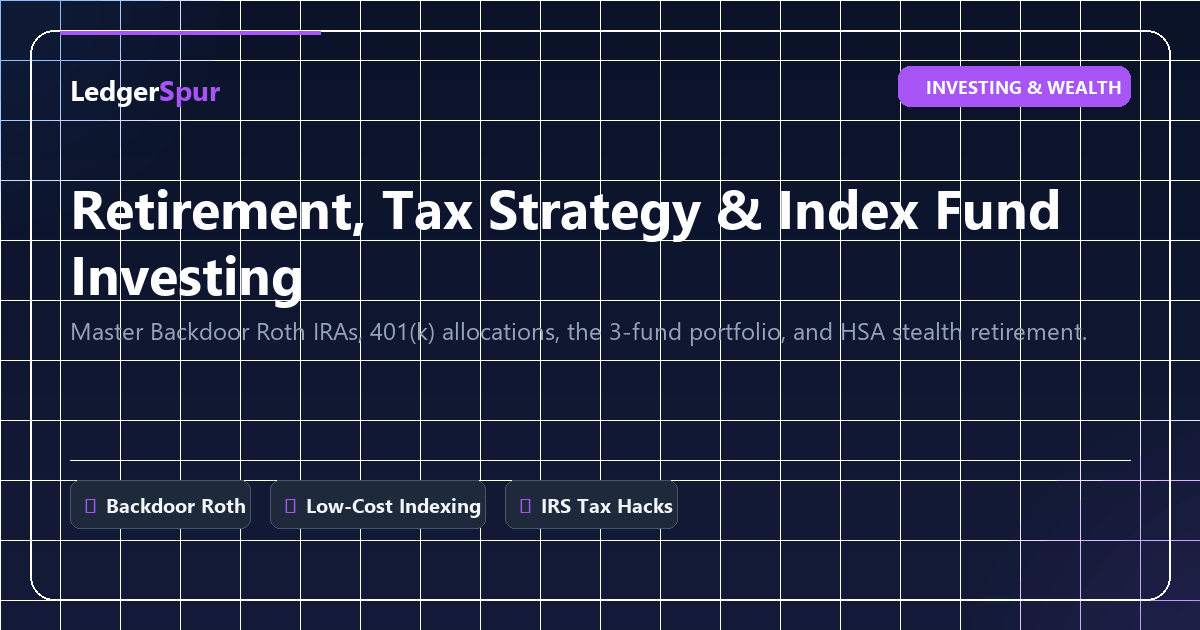 LedgerSpur
INVESTING & WEALTH
Retirement, Tax Strategy & Index Fund
Investing
Master Backdoor Roth IRAs, 401(k) allocations, the 3-fund portfolio, and HSA stealth retirement.
Backdoor Roth
Low-Cost Indexing
IRS Tax Hacks